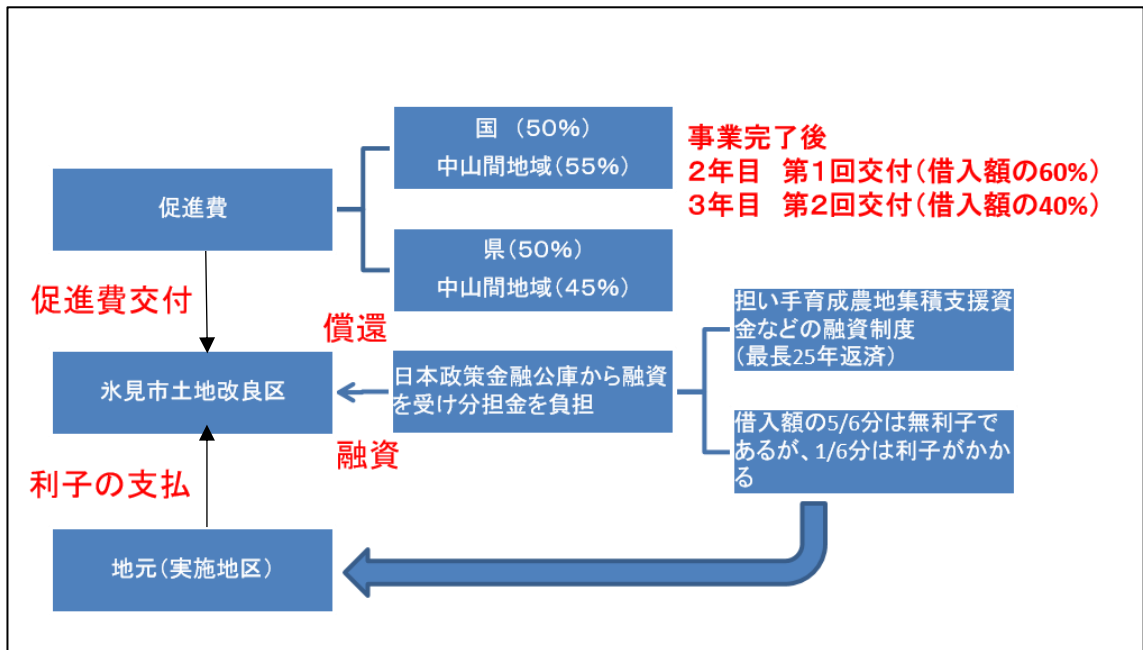 国 (50%)
中山間地域(55%)
事業完了後
2年目 第1回交付(借入額の60%)
3年目 第2回交付(借入額の40%)
促進費
県(50%)
中山間地域(45%)
促進費交付
償還
担い手育成農地集積支援資
金などの融資制度
(最長25年返済)
氷見市土地改良区
日本政策金融公庫から融資
を受け分担金を負担
融資
借入額の5/6分は無利子で
あるが、1/6分は利子がかか
る
利子の支払
地元(実施地区)